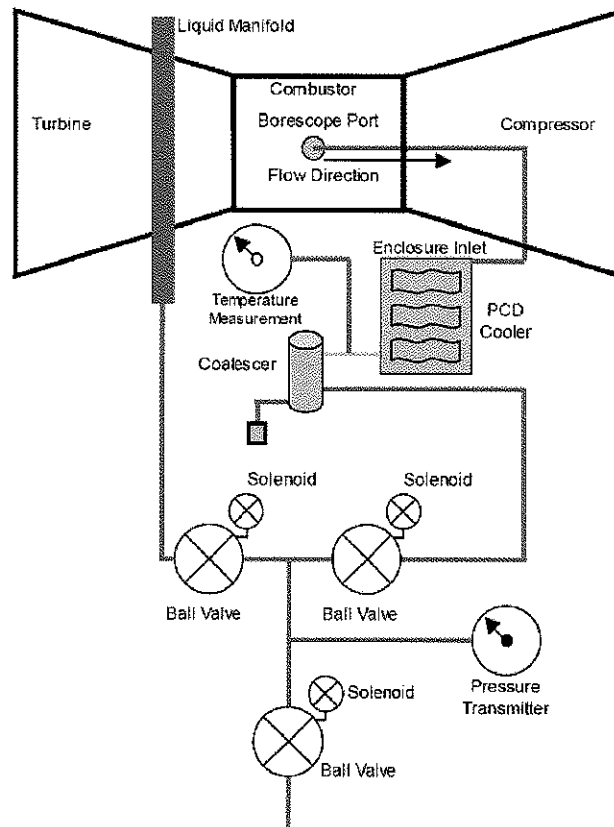 Liquid Manifold
Combustor
Turbine
Borescope Port
Compressor
Flow Direction
Enclosure Inlet
Temperature
Measurement
PCD
Cooler
Coalescer
Solenoid
Solenoid
Ball Valve
Ball Valve
Solenoid
Pressure
Transmitter
Ball Valve